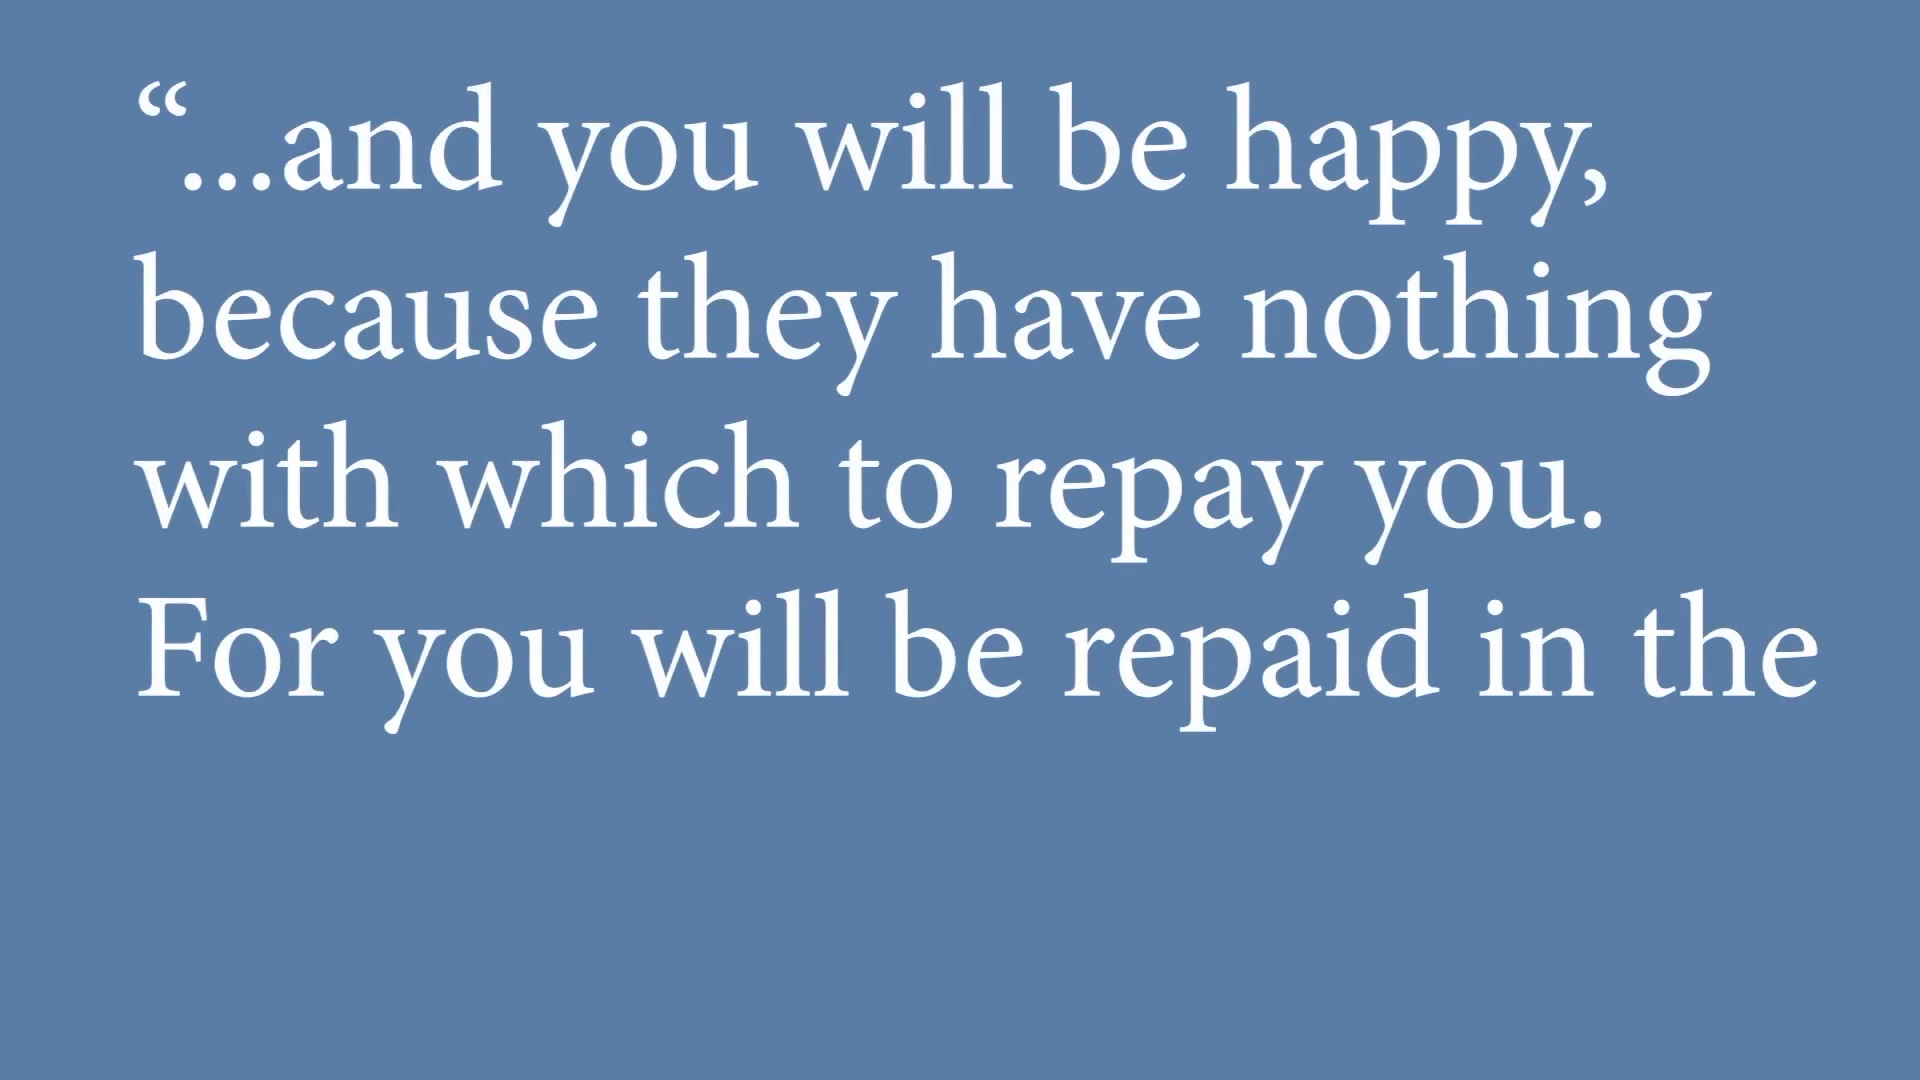 “...and you will be happy,
because they have nothing
with which to repay you.
For you will be repaid in the